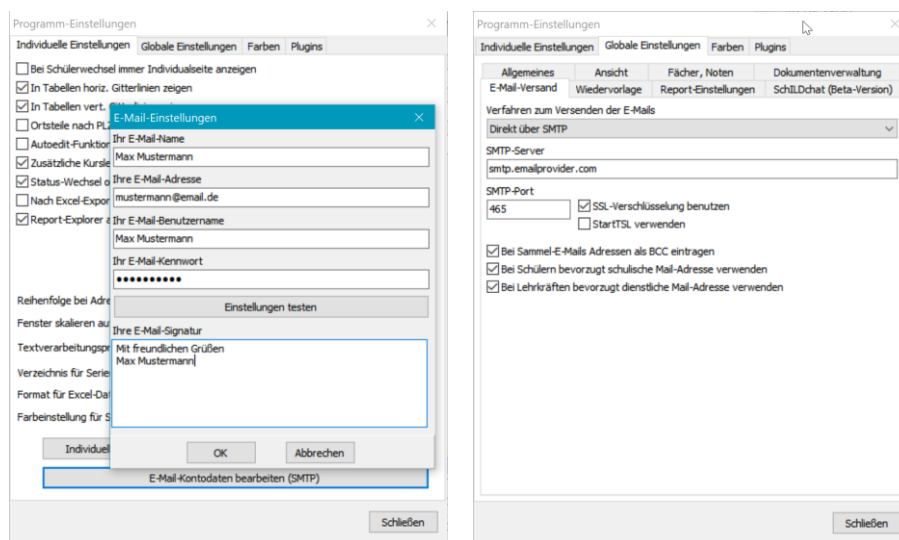 Programm-Einstellungen
Individuelle Einstellungen Globale Einstellungen Farben Plugins
Bei Schülerwechsel immer Individualseite anzeigen
In Tabellen horiz. Gitterlinien zeigen
In Tabellen vert.
Ortsteile nach PLZ
Autoedit-Funktion
Zusätzliche Kursle
Status-Wechsel o
Nach Excel-Expor
Report-Explorer a
Reihenfolge bei Adre
Fenster skalieren au
Textverarbeitungspr
Verzeichnis für Serie
Format für Excel-Dat
Farbeinstellung für S
Individuel
E-Mail-Kontodaten bearbeiten (SMTP)
Schließen
E-Mail-Einstellungen
Ihr E-Mail-Name
Max Mustermann
Ihre E-Mail-Adresse
mustermann@email.de
Ihr E-Mail-Benutzername
Max Mustermann
Ihr E-Mail-Kennwort
●●●●●●●●●●
Einstellungen testen
Ihre E-Mail-Signatur
Mit freundlichen Grüßen
Max Mustermann
OK Abbrechen
Programm-Einstellungen
Individuelle Einstellungen Globale Einstellungen Farben Plugins
Allgemeines Ansicht Fächer, Noten Dokumentenverwaltung
E-Mail-Versand Wiedervorlage Report-Einstellungen SchILDchat (Beta-Version)
Verfahren zum Versenden der E-Mails
Direkt über SMTP
SMTP-Server
smtp.emailprovider.com
SMTP-Port
465 SSL-Verschlüsselung benutzen
StartTSL verwenden
Bei Sammel-E-Mails Adressen als BCC eintragen
Bei Schülern bevorzugt schulische Mail-Adresse verwenden
Bei Lehrkräften bevorzugt dienstliche Mail-Adresse verwenden
Schließen